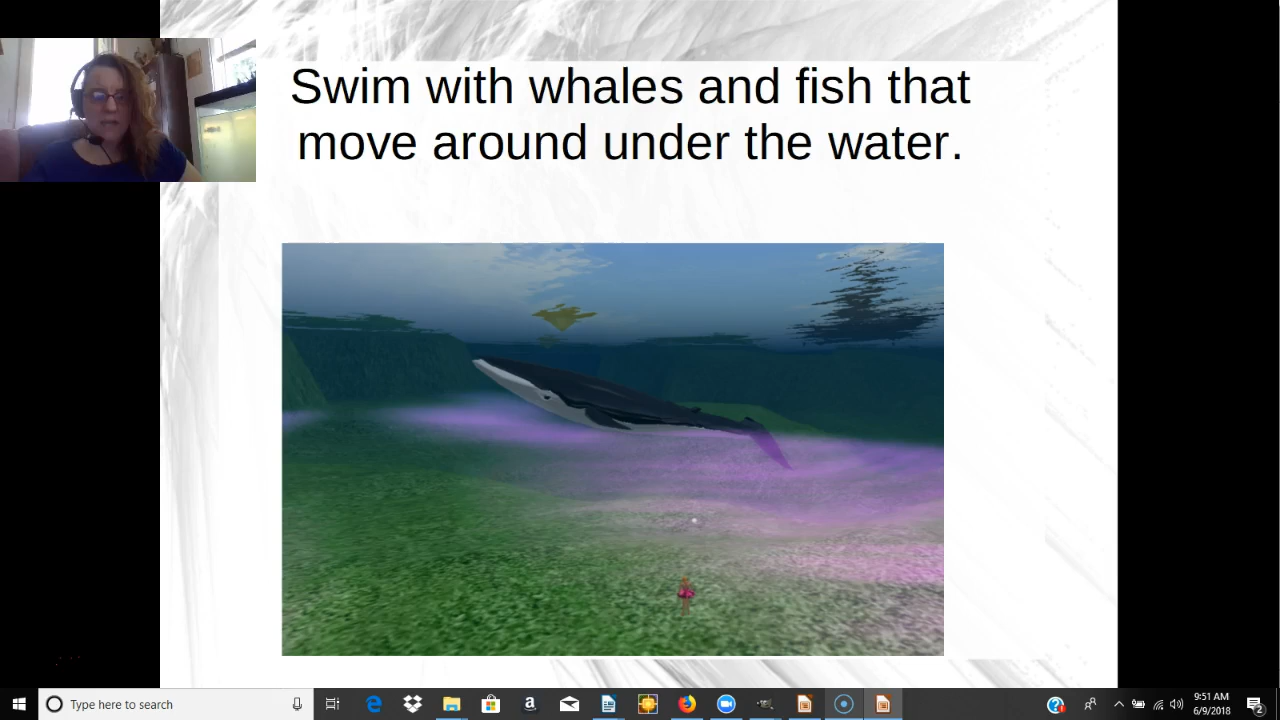 Swim with whales and fish that
move around under the water.
Type here to search
9:51 AM
6/9/2018
2